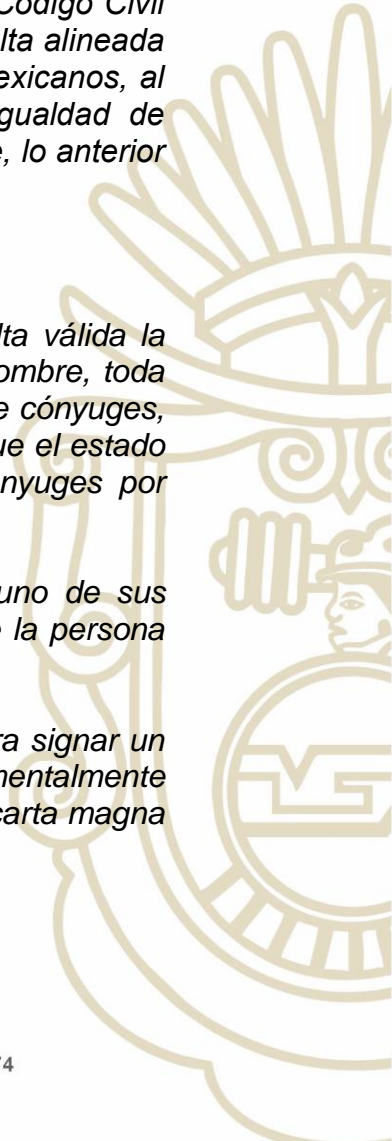 Código Civil
lta alineada
exicanos, al
gualdad de
e, lo anterior
lta válida la
ombre, toda
e cónyuges,
ue el estado
nyuges por
uno de sus
e la persona
ra signar un
mentalmente
carta magna
74